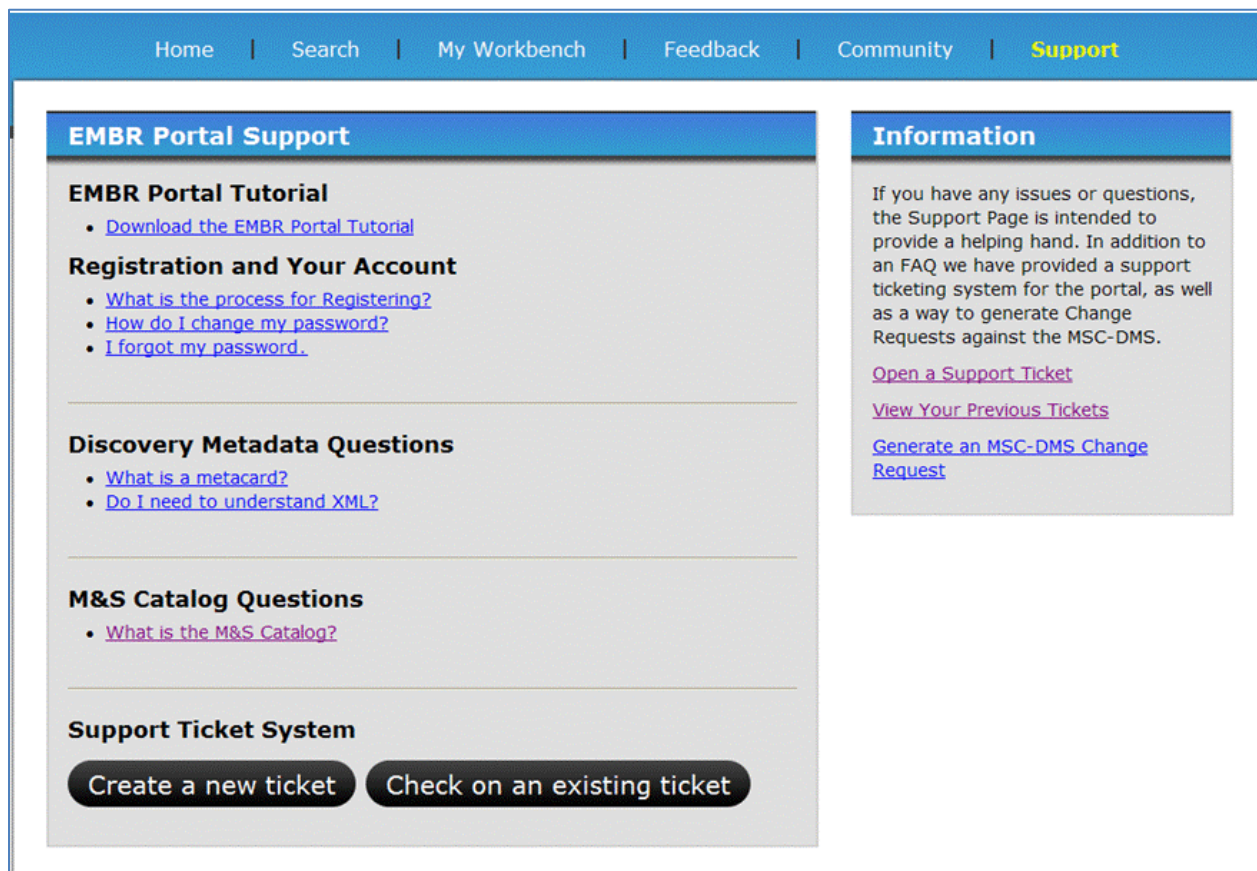 Home | Search | My Workbench | Feedback | Community | Support
EMBR Portal Support
EMBR Portal Tutorial
• Download the EMBR Portal Tutorial
Registration and Your Account
• What is the process for Registering?
• How do I change my password?
• I forgot my password.
Discovery Metadata Questions
• What is a metacard?
• Do I need to understand XML?
M&S Catalog Questions
• What is the M&S Catalog?
Support Ticket System
Create a new ticket
Check on an existing ticket
Information
If you have any issues or questions,
the Support Page is intended to
provide a helping hand. In addition to
an FAQ we have provided a support
ticketing system for the portal, as well
as a way to generate Change
Requests against the MSC-DMS.
Open a Support Ticket
View Your Previous Tickets
Generate an MSC-DMS Change
Request